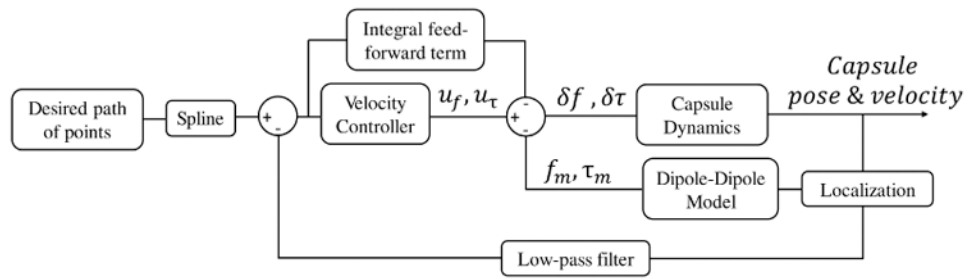 Integral feed-
forward term
Capsule
pose & velocity
Desired path
of points
Spline
+
-
Velocity
Controller
u_f, u_τ
-
+
-
δf , δτ
Capsule
Dynamics
f_m, τ_m
Dipole-Dipole
Model
Localization
Low-pass filter